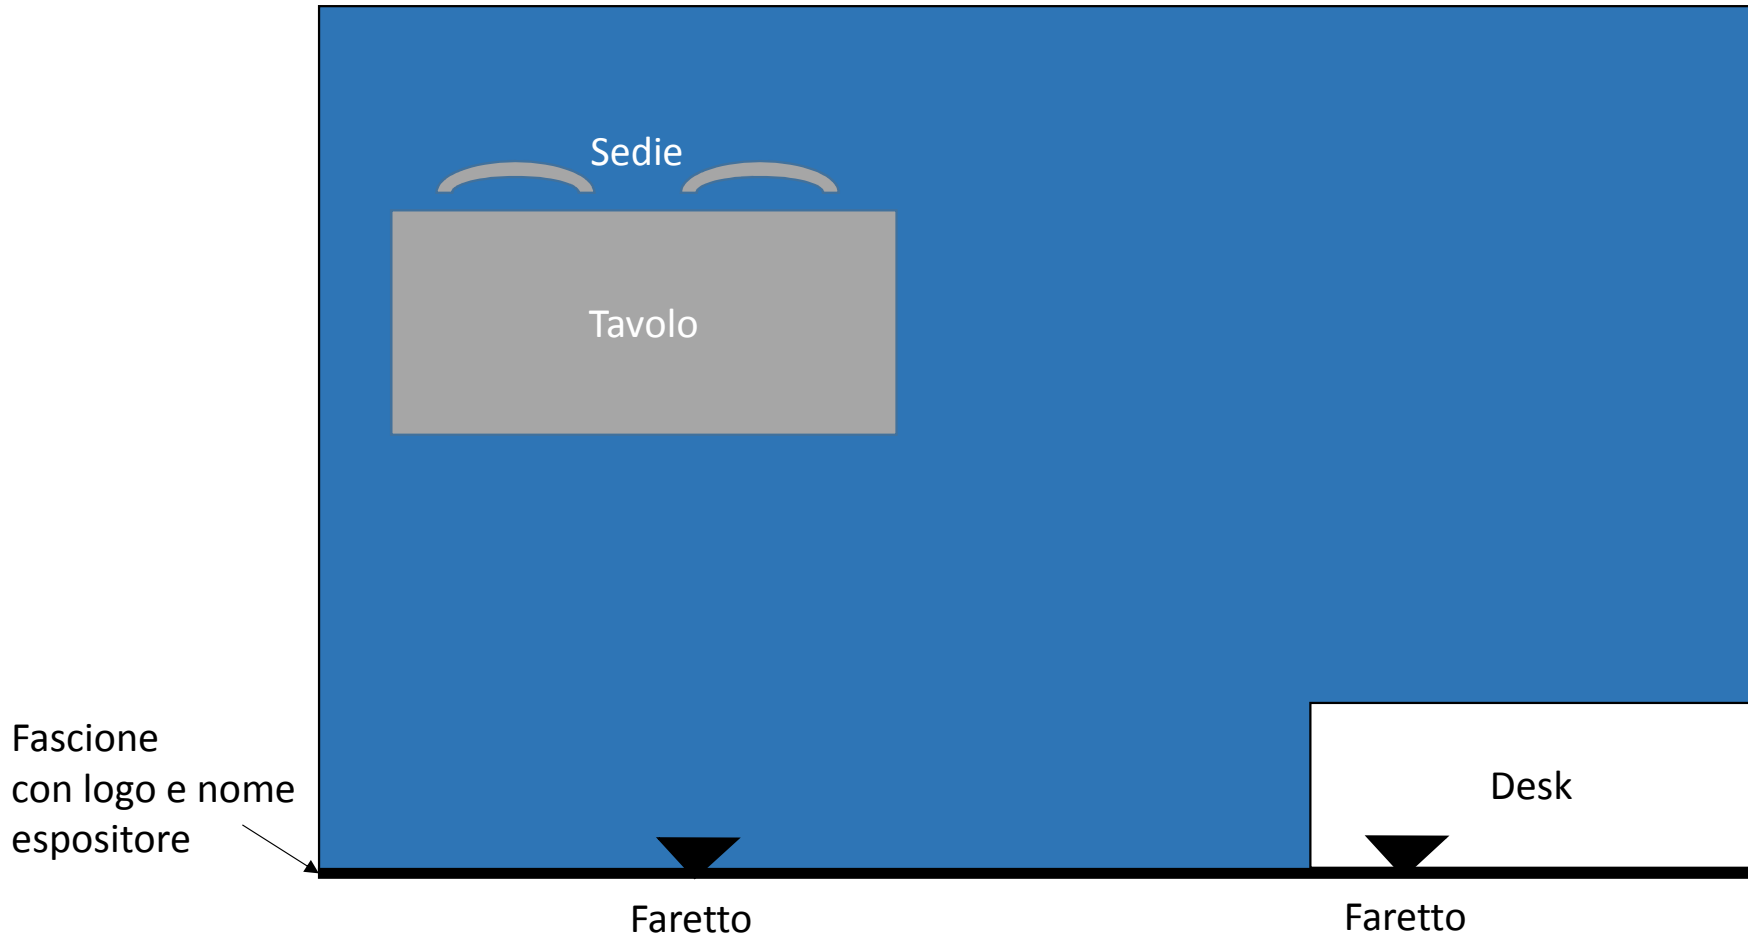 Sedie
Tavolo
Fascione
con logo e nome
espositore
Desk
Faretto
Faretto